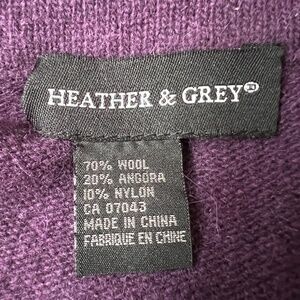 HEATHER & GREY®
70% WOOL
20% ANGORA
10% NYLON
CA 07043
MADE IN CHINA
FABRIQUE EN CHINE